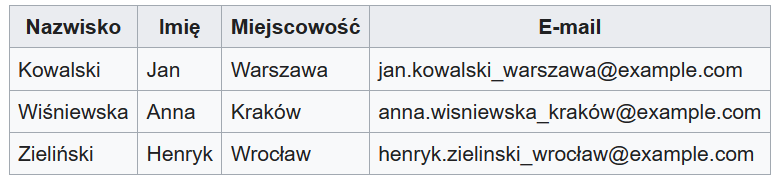 Nazwisko Imię Miejscowość E-mail
Kowalski Jan Warszawa jan.kowalski_warszawa@example.com
Wiśniewska Anna Kraków anna.wisniewska_kraków@example.com
Zieliński Henryk Wrocław henryk.zielinski_wrocław@example.com